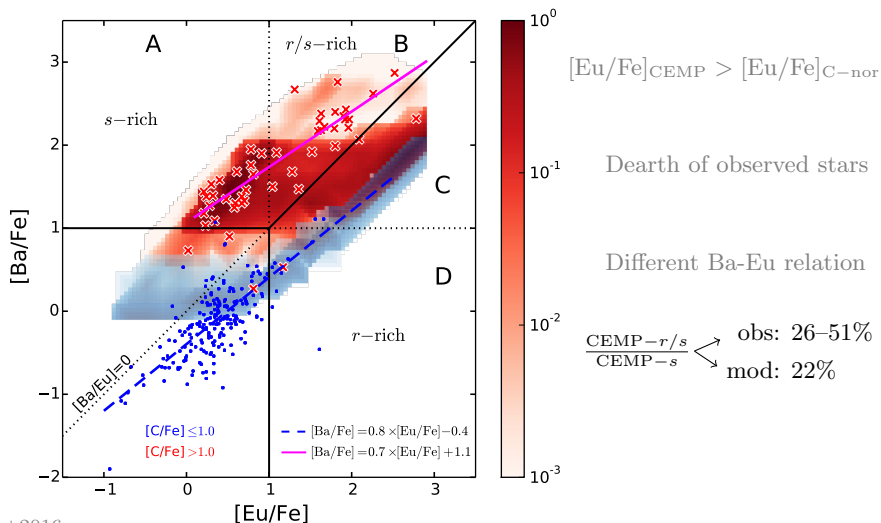 A
B
r/s−rich
s−rich
C
D
r−rich
[Ba/Eu]=0
[C/Fe]≤1.0
[C/Fe]>1.0
[Ba/Fe]=0.8×[Eu/Fe]−0.4
[Ba/Fe]=0.7×[Eu/Fe]+1.1
3
2
1
0
−1
−2
−1
0
1
2
3
[Ba/Fe]
[Eu/Fe]
10^0
10^-1
10^-2
10^-3
[Eu/Fe]CEMP > [Eu/Fe]C−nor
Dearth of observed stars
Different Ba-Eu relation
CEMP−r/s
CEMP−s
obs: 26–51%
mod: 22%